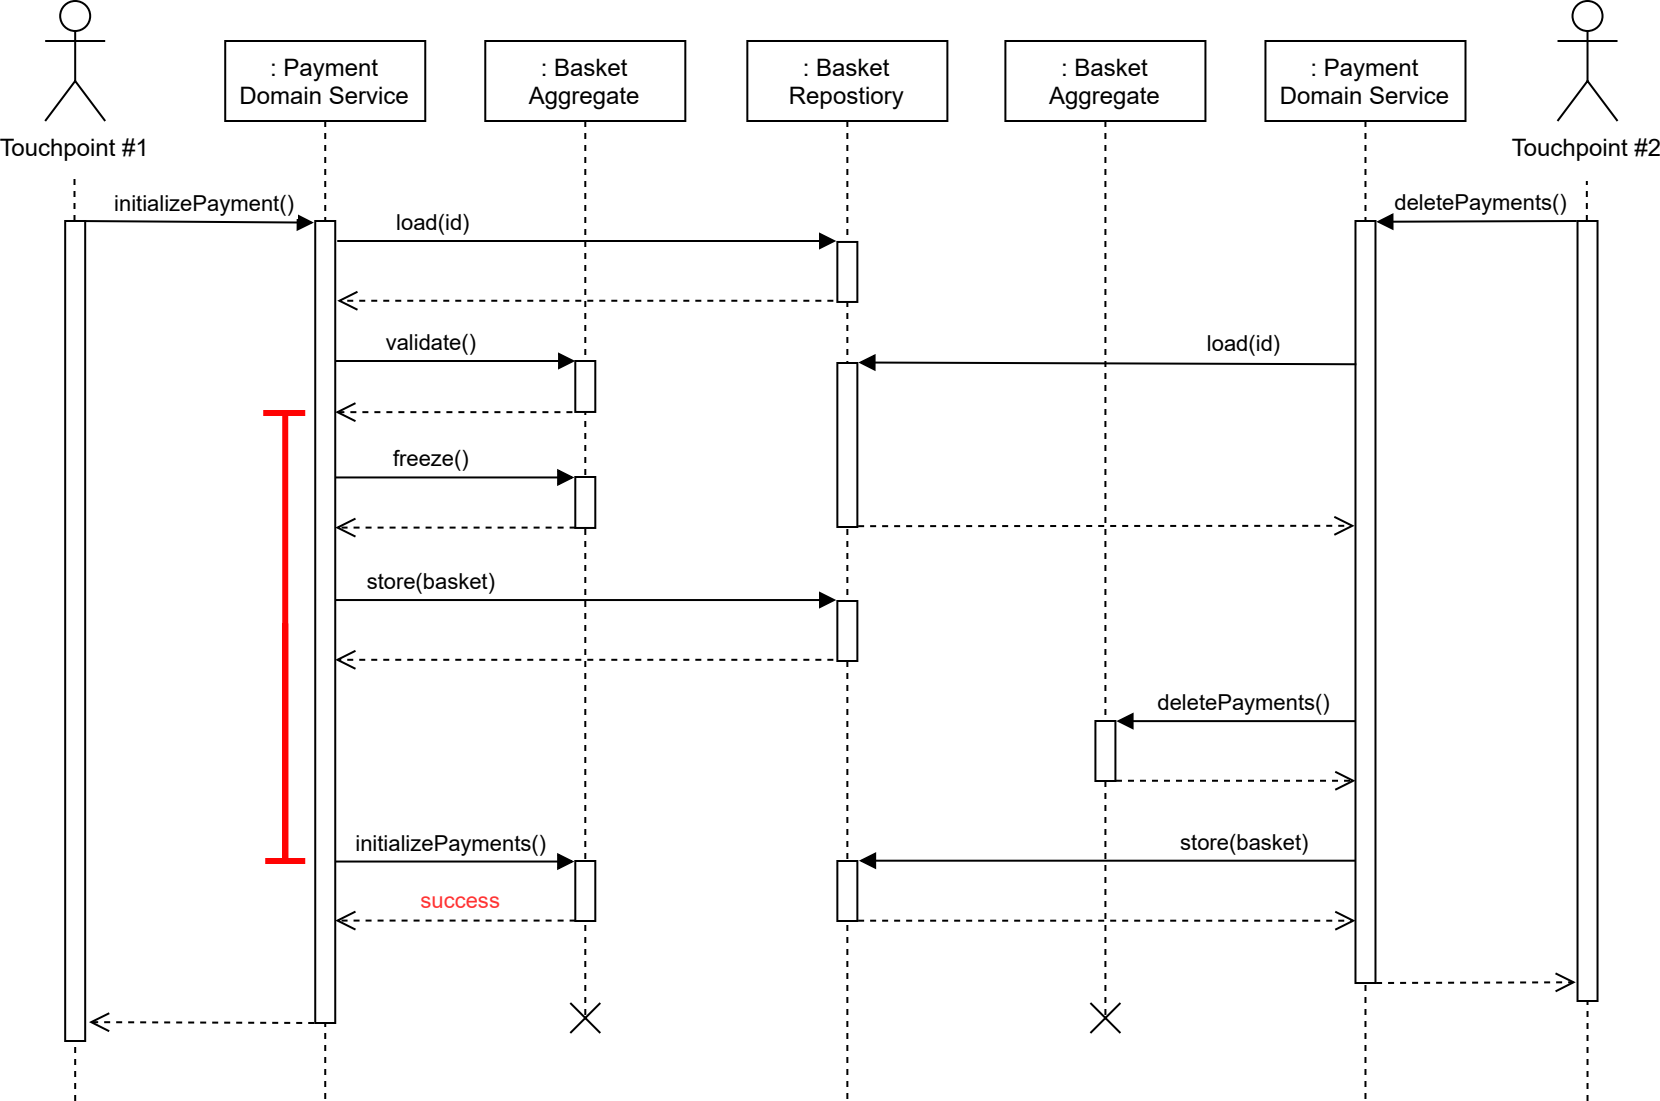 : Payment
Domain Service
: Basket
Aggregate
: Basket
Repostiory
: Basket
Aggregate
: Payment
Domain Service
Touchpoint #1
Touchpoint #2
initializePayment()
deletePayments()
load(id)
validate()
load(id)
freeze()
store(basket)
deletePayments()
initializePayments()
store(basket)
success